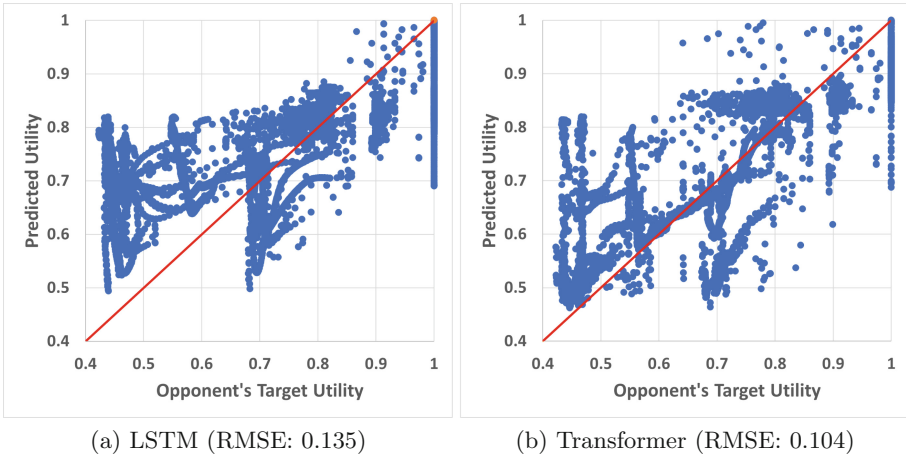 1
0.9
0.8
0.7
0.6
0.5
0.4
0.4 0.5 0.6 0.7 0.8 0.9 1
Predicted Utility
Opponent's Target Utility
(a) LSTM (RMSE: 0.135)
1
0.9
0.8
0.7
0.6
0.5
0.4
0.4 0.5 0.6 0.7 0.8 0.9 1
Predicted Utility
Opponent's Target Utility
(b) Transformer (RMSE: 0.104)